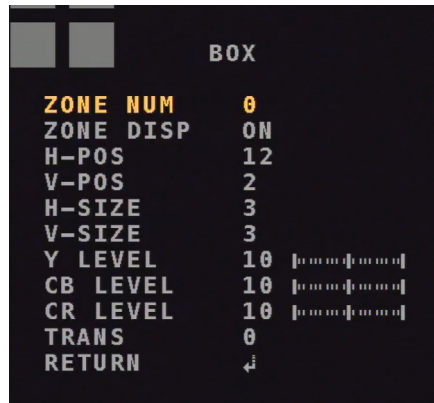 BOX
ZONE NUM 0
ZONE DISP ON
H-POS 12
V-POS 2
H-SIZE 3
V-SIZE 3
Y LEVEL 10
CB LEVEL 10
CR LEVEL 10
TRANS 0
RETURN ↲